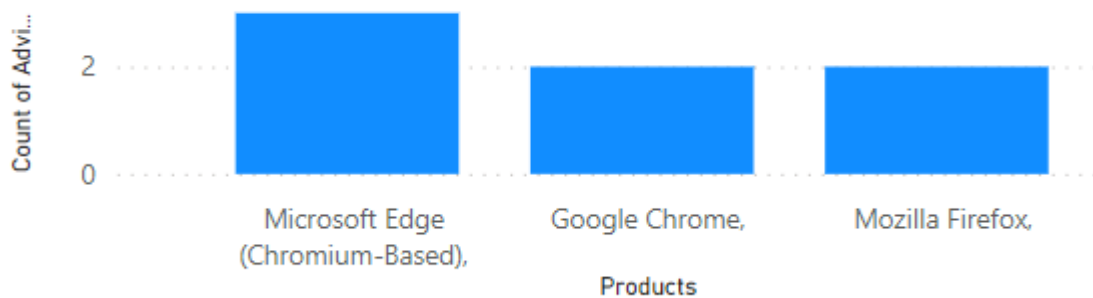 Count of Advi...
2
0
Microsoft Edge
(Chromium-Based),
Google Chrome,
Mozilla Firefox,
Products